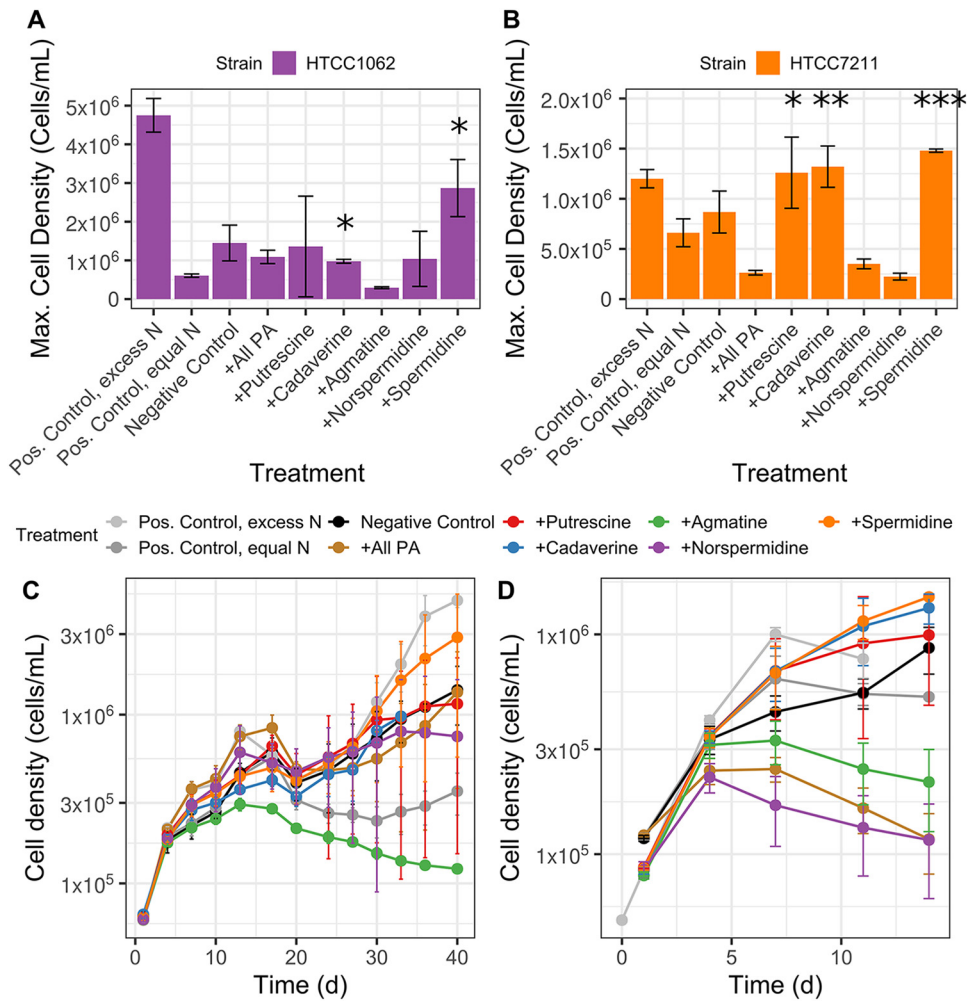 A
Strain HTCC1062
Max. Cell Density (Cells/mL)
5x10⁶
4x10⁶
3x10⁶
2x10⁶
1x10⁶
0
*
*
Pos. Control, excess N
Pos. Control, equal N
Negative Control
+All PA
+Putrescine
+Cadaverine
+Agmatine
+Norspermidine
+Spermidine
Treatment
B
Strain HTCC7211
Max. Cell Density (Cells/mL)
2.0x10⁶
1.5x10⁶
1.0x10⁶
5.0x10⁵
0
*
**
***
Pos. Control, excess N
Pos. Control, equal N
Negative Control
+All PA
+Putrescine
+Cadaverine
+Agmatine
+Norspermidine
+Spermidine
Treatment
Treatment
Pos. Control, excess N
Negative Control
+Putrescine
+Agmatine
+Spermidine
Pos. Control, equal N
+All PA
+Cadaverine
+Norspermidine
C
Cell density (cells/mL)
3x10⁶
1x10⁶
3x10⁵
1x10⁵
0 10 20 30 40
Time (d)
D
Cell density (cells/mL)
1x10⁶
3x10⁵
1x10⁵
0 5 10
Time (d)